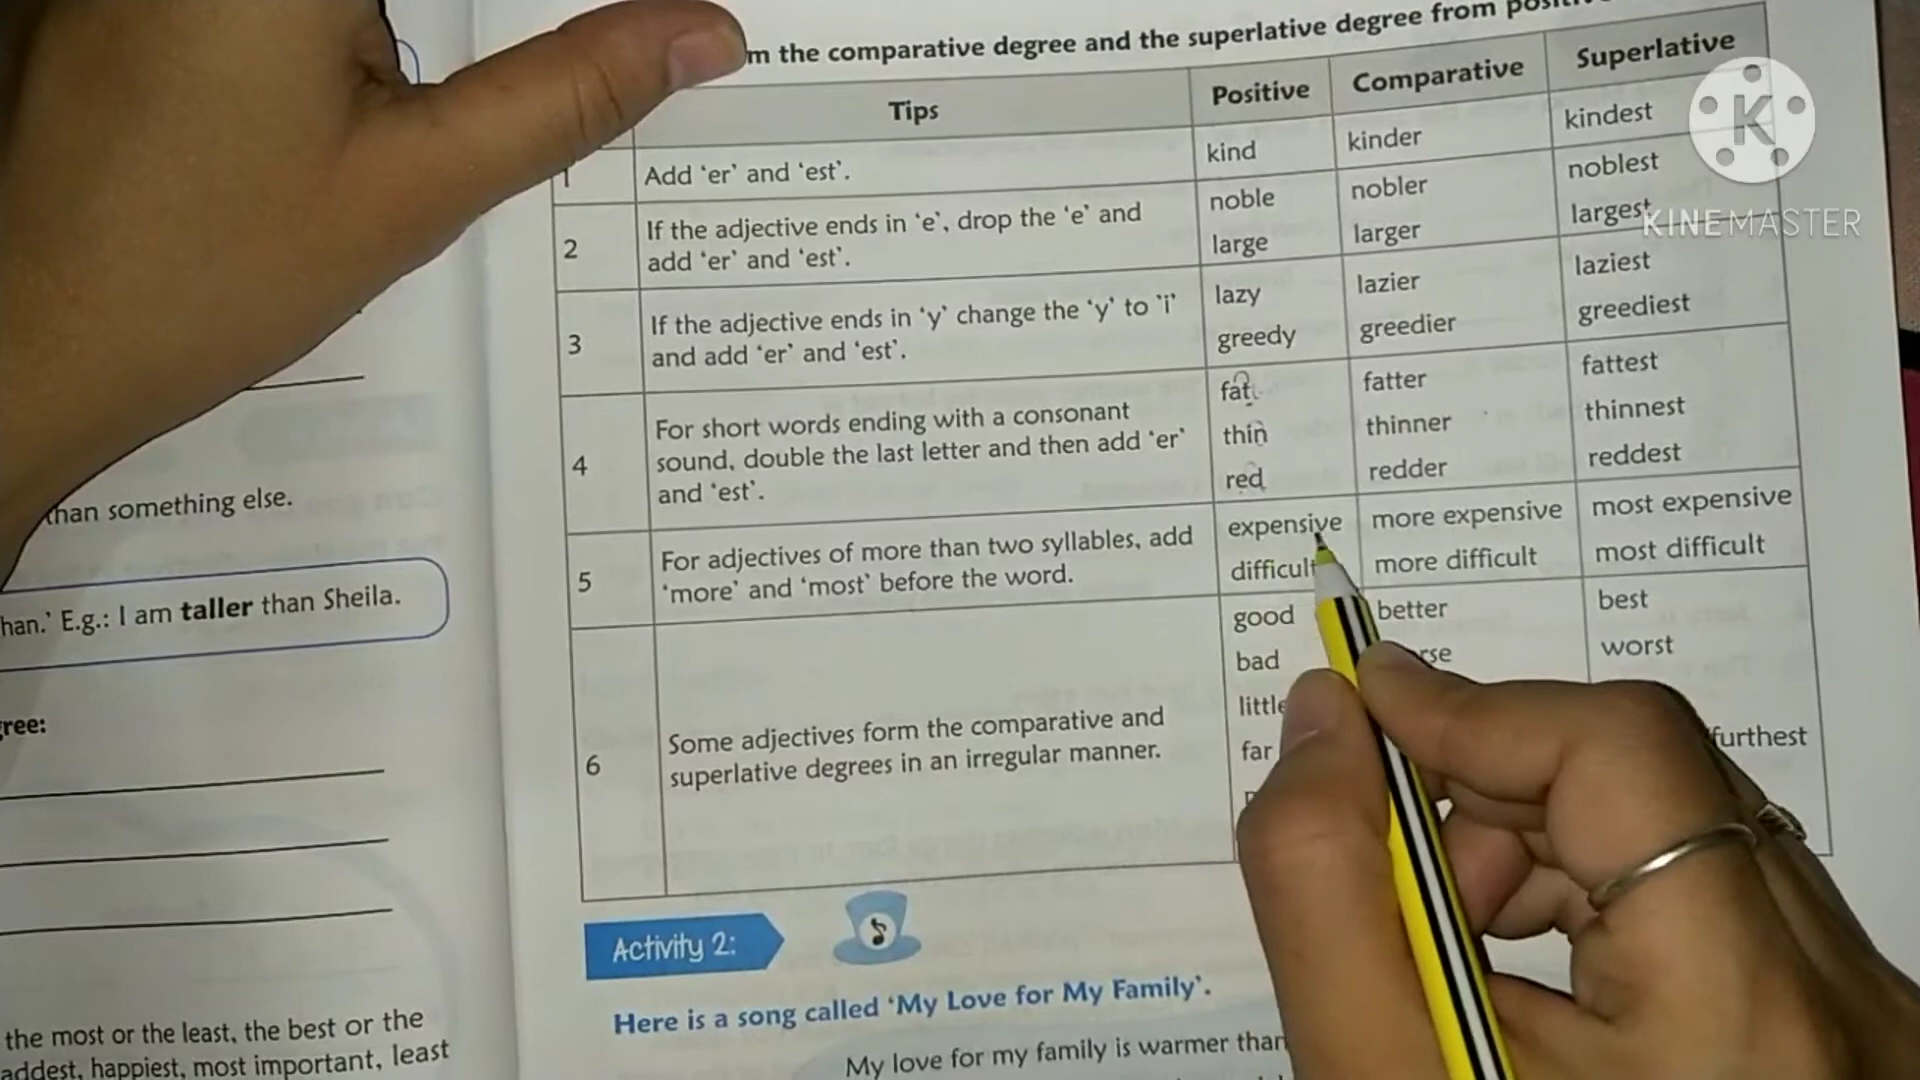 m the comparative degree and the superlative degree from
Tips Positive Comparative Superlative
1 Add 'er' and 'est'. kind kinder kindest
2 If the adjective ends in 'e', drop the 'e' and
add 'er' and 'est'.
noble nobler noblest
large larger largest
3 If the adjective ends in 'y' change the 'y' to 'i'
and add 'er' and 'est'.
lazy lazier laziest
greedy greedier greediest
4 For short words ending with a consonant
sound, double the last letter and then add 'er'
and 'est'.
fat fatter fattest
thin thinner thinnest
red redder reddest
5 For adjectives of more than two syllables, add
'more' and 'most' before the word.
expensive more expensive most expensive
difficult more difficult most difficult
6 Some adjectives form the comparative and
superlative degrees in an irregular manner.
good better best
bad rse worst
little
far furthest
Activity 2:
Here is a song called 'My Love for My Family'.
My love for my family is warmer than
than something else.
han.' E.g.: I am taller than Sheila.
gree:
the most or the least, the best or the
addest, happiest, most important, least
K
KINEMASTER